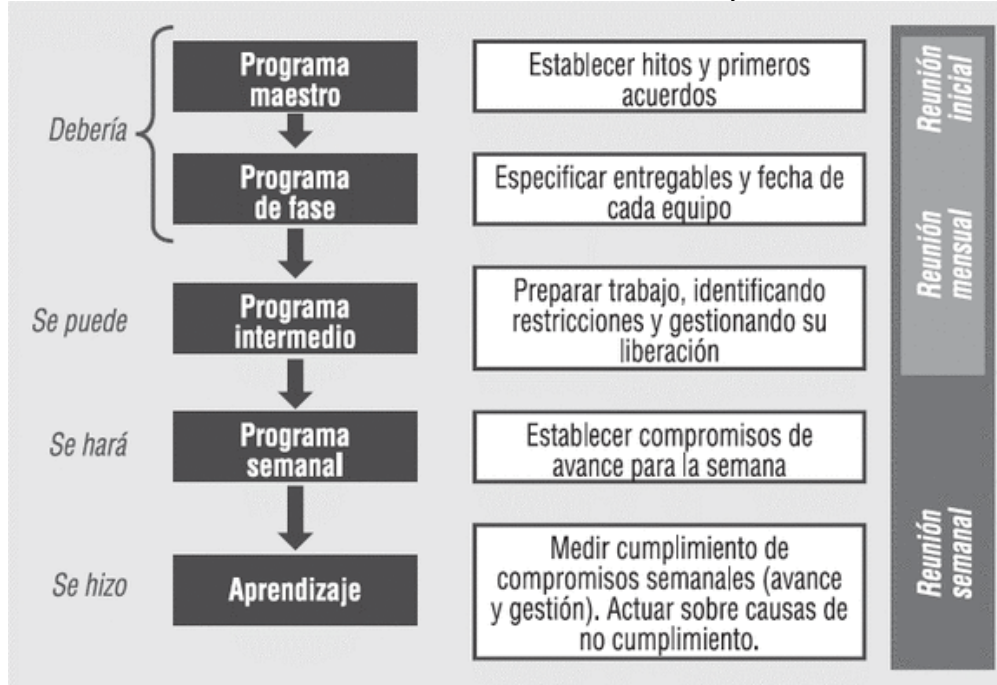 Debería
Programa
maestro
Establecer hitos y primeros
acuerdos
Reunión
inicial
Programa
de fase
Especificar entregables y fecha de
cada equipo
Reunión
mensual
Se puede
Programa
intermedio
Preparar trabajo, identificando
restricciones y gestionando su
liberación
Se hará
Programa
semanal
Establecer compromisos de
avance para la semana
Se hizo
Aprendizaje
Medir cumplimiento de
compromisos semanales (avance
y gestión). Actuar sobre causas de
no cumplimiento.
Reunión
semanal